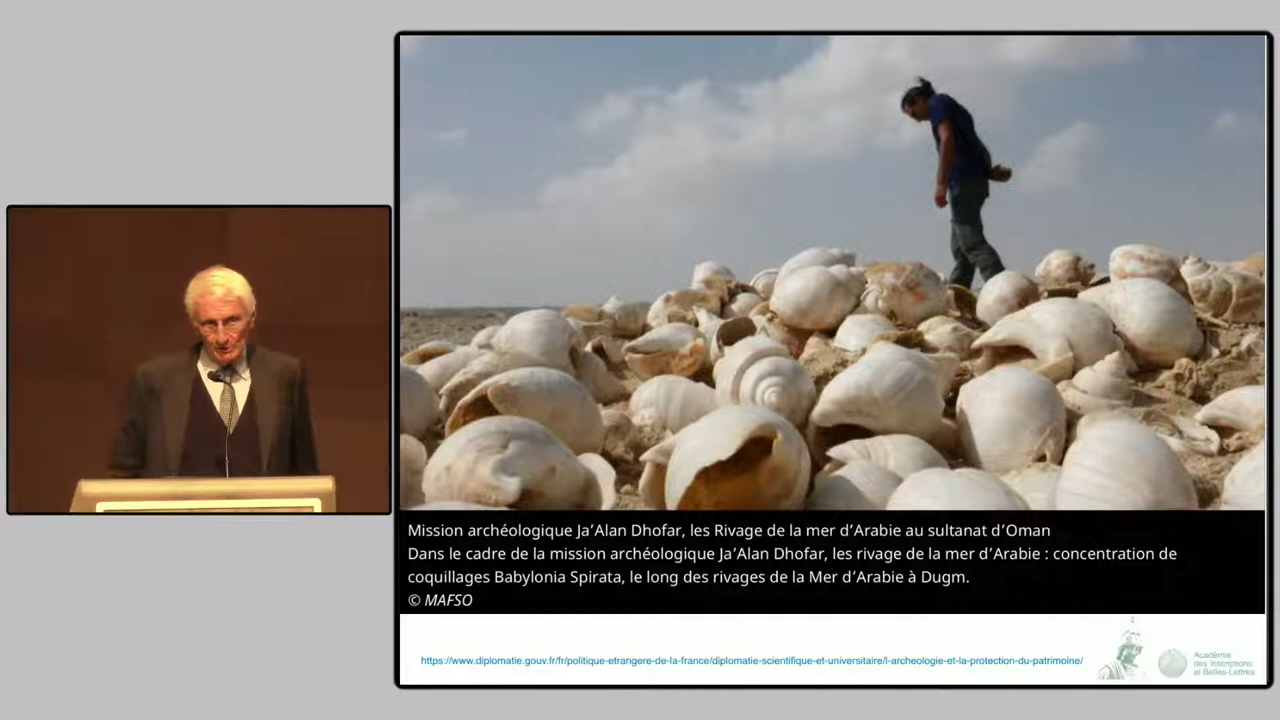 Mission archéologique Ja’Alan Dhofar, les Rivage de la mer d’Arabie au sultanat d’Oman
Dans le cadre de la mission archéologique Ja’Alan Dhofar, les rivage de la mer d’Arabie : concentration de
coquillages Babylonia Spirata, le long des rivages de la Mer d’Arabie à Dugm.
© MAFSO
https://www.diplomatie.gouv.fr/fr/politique-etrangere-de-la-france/diplomatie-scientifique-et-universitaire/l-archeologie-et-la-protection-du-patrimoine/
Académie
des Inscriptions
et Belles-Lettres